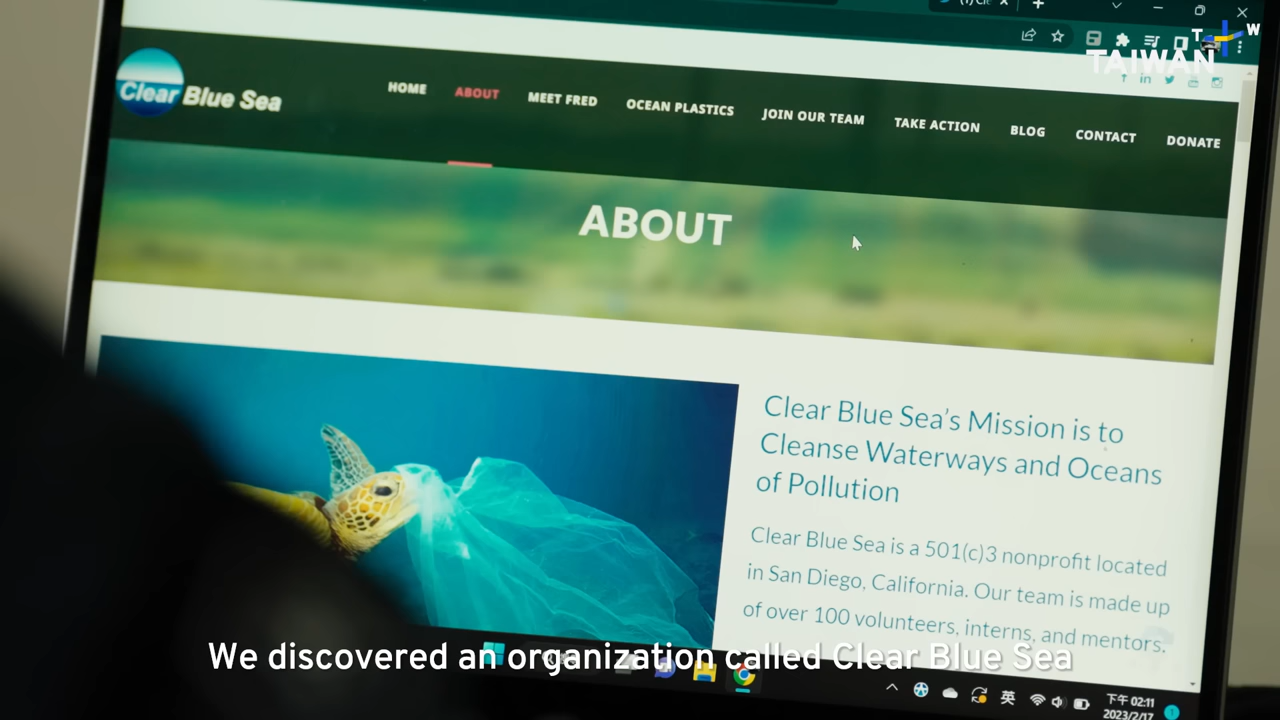 TAIWAN
Clear Blue Sea
HOME ABOUT MEET FRED OCEAN PLASTICS JOIN OUR TEAM TAKE ACTION BLOG CONTACT DONATE
ABOUT
Clear Blue Sea's Mission is to
Cleanse Waterways and Oceans
of Pollution
Clear Blue Sea is a 501(c)3 nonprofit located
in San Diego, California. Our team is made up
of over 100 volunteers, interns, and mentors.
We discovered an organization called Clear Blue Sea
英
下午 02:11
2023/2/17